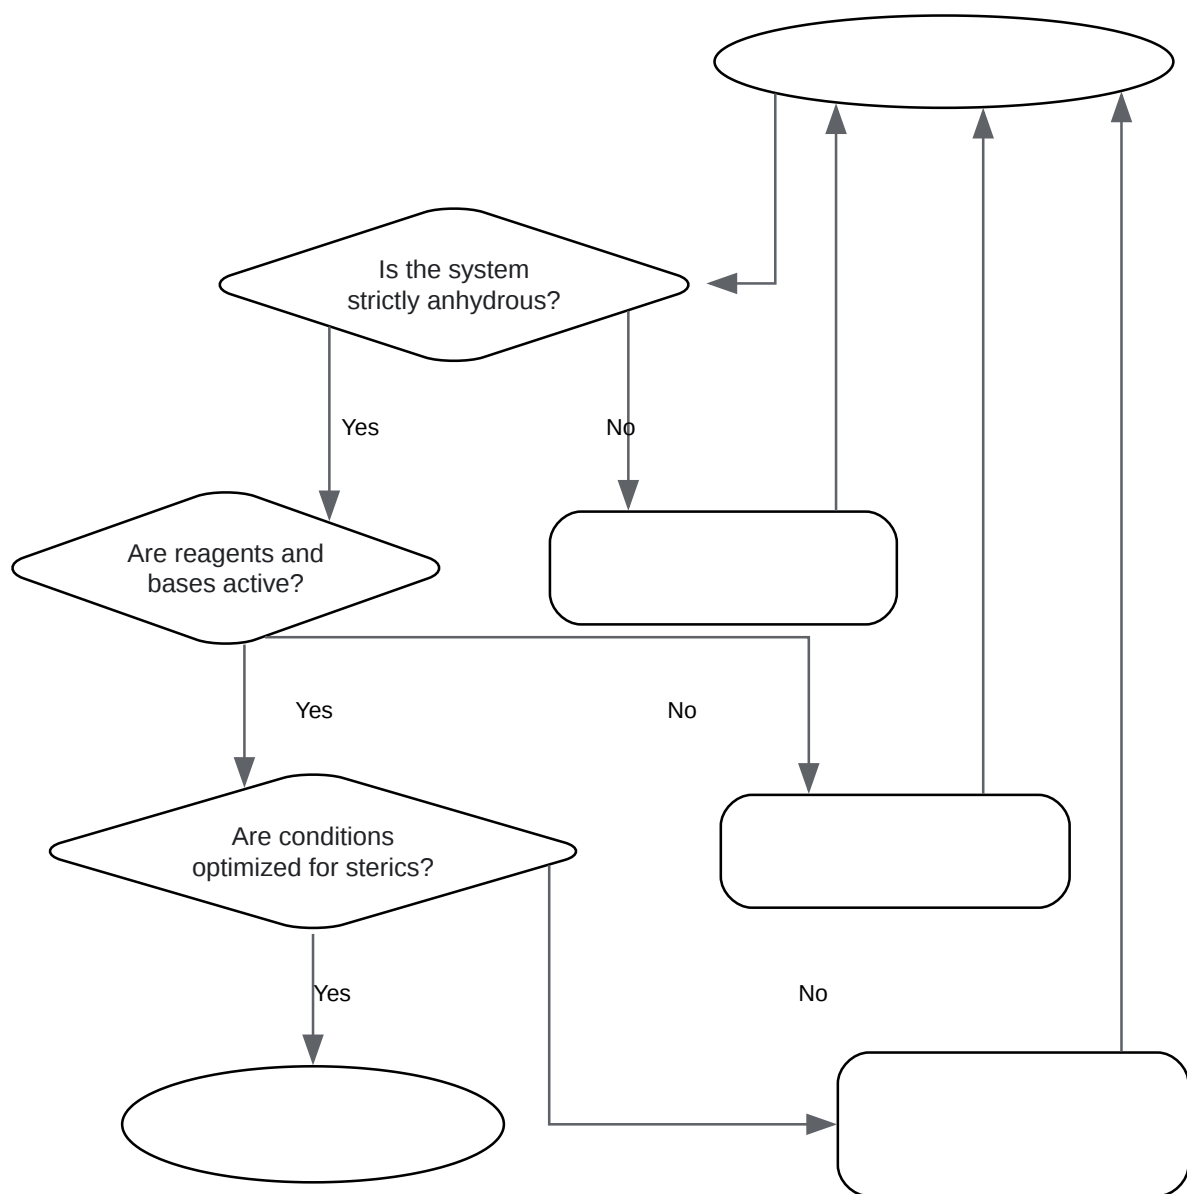 Is the system
strictly anhydrous?
Yes
No
Are reagents and
bases active?
Yes
No
Are conditions
optimized for sterics?
Yes
No